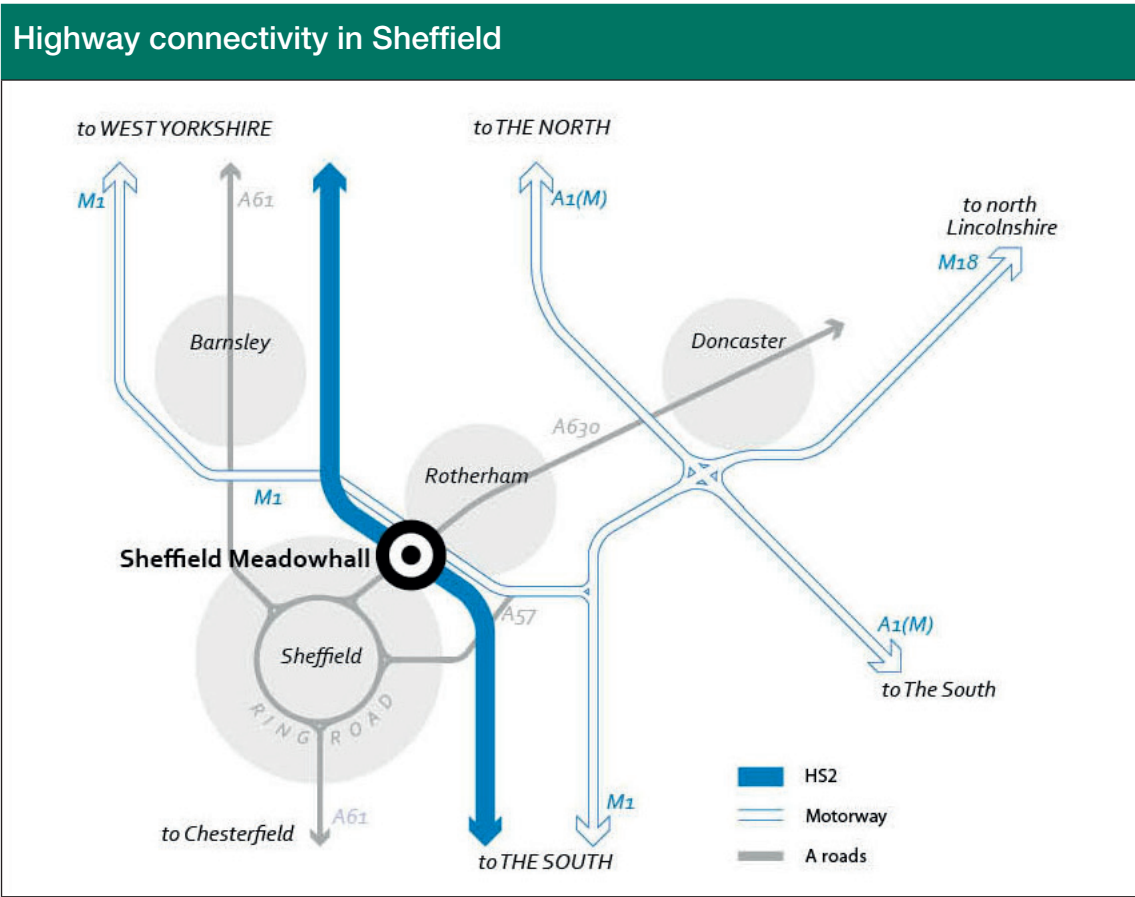 Highway connectivity in Sheffield
to WEST YORKSHIRE
to THE NORTH
M1
A61
A1(M)
to north
Lincolnshire
M18
Barnsley
Doncaster
A630
Rotherham
M1
Sheffield Meadowhall
A57
Sheffield
A1(M)
RING ROAD
to The South
HS2
M1
Motorway
A61
to Chesterfield
A roads
to THE SOUTH